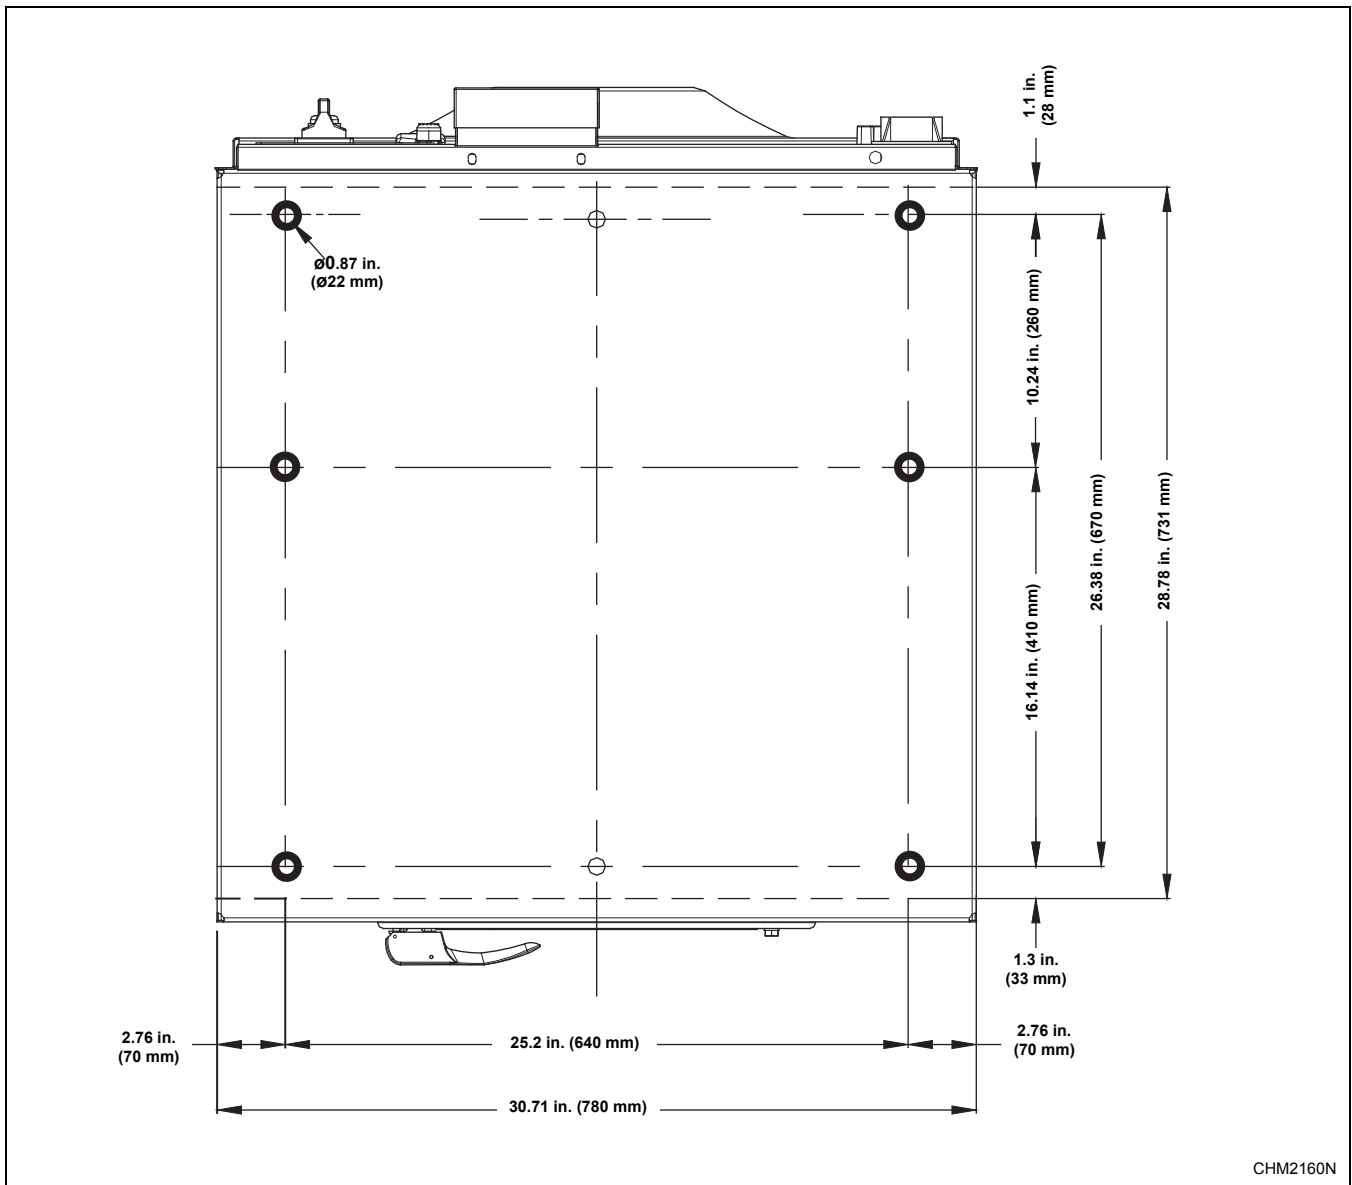 1.1 in.
(28 mm)
ø0.87 in.
(Ø22 mm)
10.24 in. (260 mm)
26.38 in. (670 mm)
28.78 in. (731 mm)
16.14 in. (410 mm)
1.3 in.
(33 mm)
2.76 in.
(70 mm)
25.2 in. (640 mm)
2.76 in.
(70 mm)
30.71 in. (780 mm)
CHM2160N